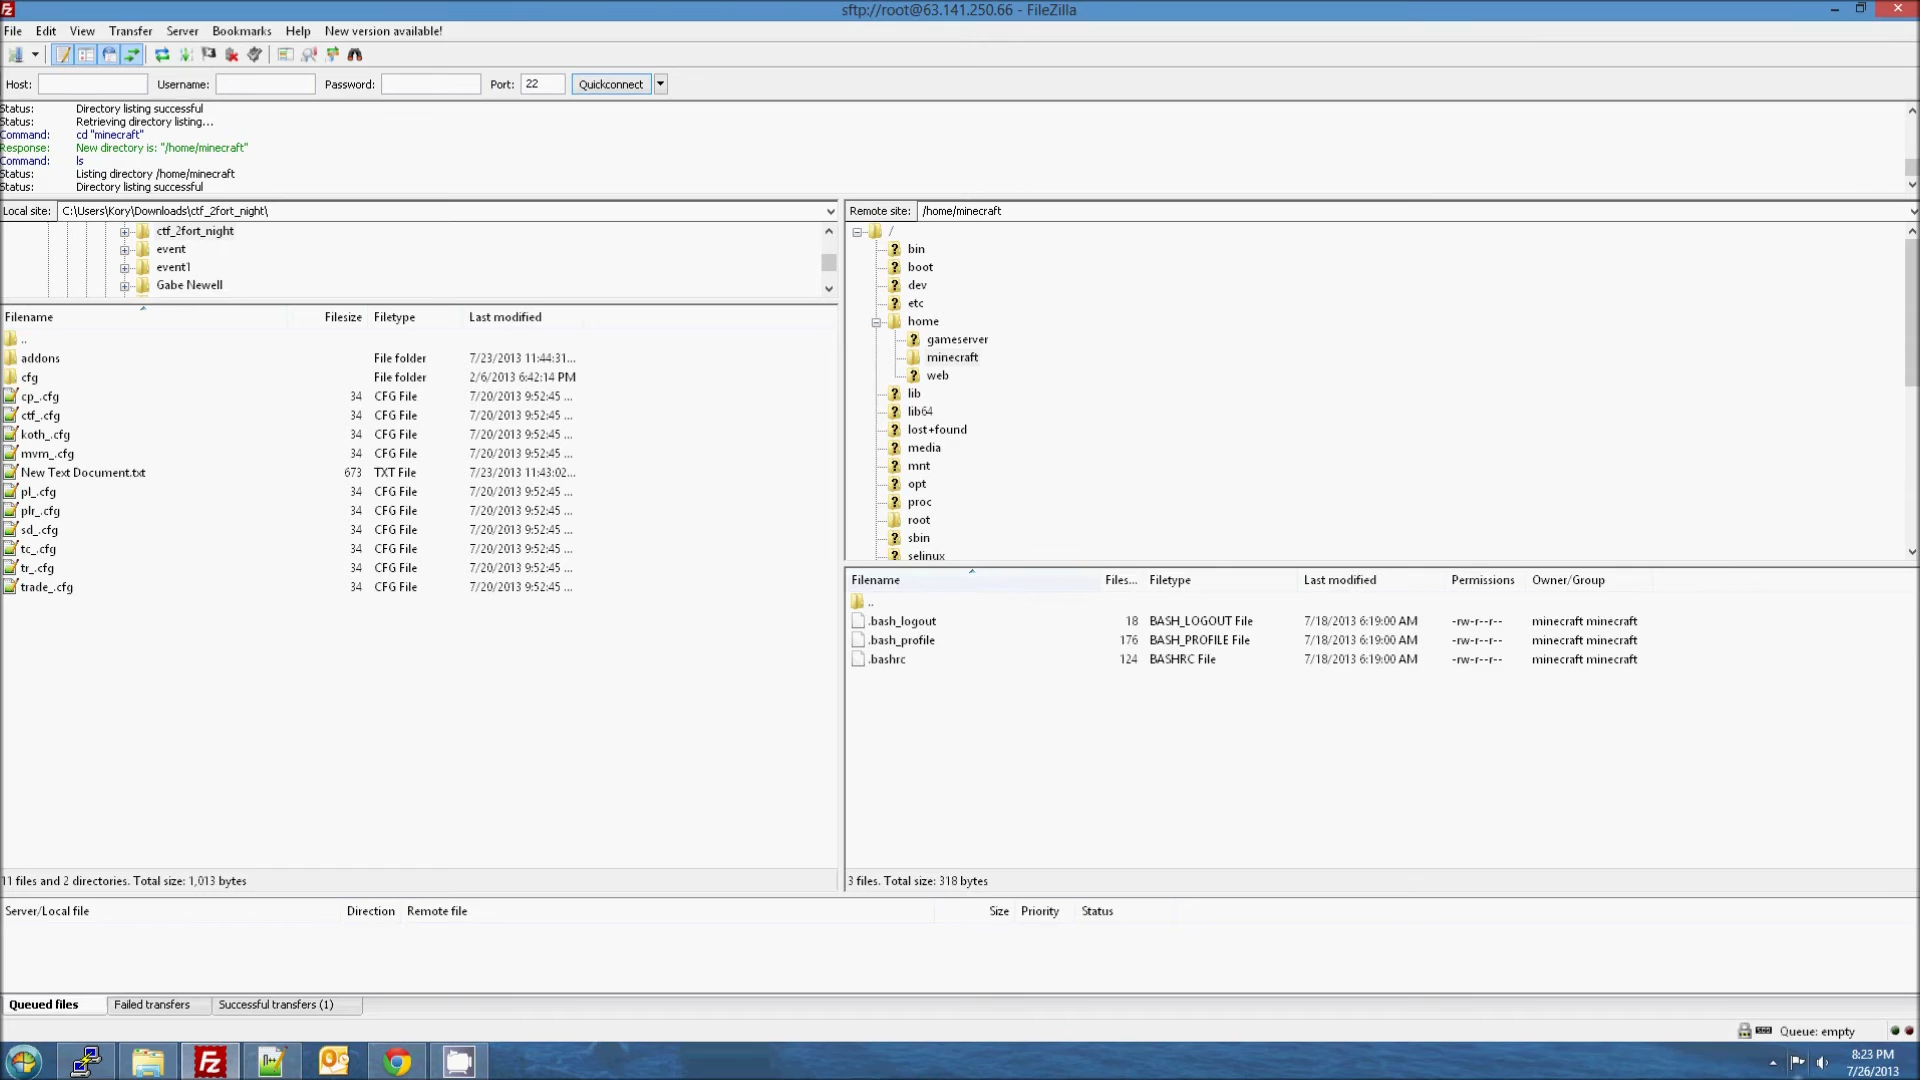 sftp://root@63.141.250.66 - FileZilla
File Edit View Transfer Server Bookmarks Help New version available!
Host: Username: Password: Port: 22 Quickconnect
Status: Directory listing successful
Status: Retrieving directory listing...
Command: cd "minecraft"
Response: New directory is: "/home/minecraft"
Command: ls
Status: Listing directory /home/minecraft
Status: Directory listing successful
Local site: C:\Users\Kory\Downloads\ctf_2fort_night\
ctf_2fort_night
event
event1
Gabe Newell
Filename Filesize Filetype Last modified
..
addons File folder 7/23/2013 11:44:31...
cfg File folder 2/6/2013 6:42:14 PM
cp_.cfg 34 CFG File 7/20/2013 9:52:45 ...
ctf_.cfg 34 CFG File 7/20/2013 9:52:45 ...
koth_.cfg 34 CFG File 7/20/2013 9:52:45 ...
mvm_.cfg 34 CFG File 7/20/2013 9:52:45 ...
New Text Document.txt 673 TXT File 7/23/2013 11:43:02...
pl_.cfg 34 CFG File 7/20/2013 9:52:45 ...
plr_.cfg 34 CFG File 7/20/2013 9:52:45 ...
sd_.cfg 34 CFG File 7/20/2013 9:52:45 ...
tc_.cfg 34 CFG File 7/20/2013 9:52:45 ...
tr_.cfg 34 CFG File 7/20/2013 9:52:45 ...
trade_.cfg 34 CFG File 7/20/2013 9:52:45 ...
11 files and 2 directories. Total size: 1,013 bytes
Remote site: /home/minecraft
/
bin
boot
dev
etc
home
gameserver
minecraft
web
lib
lib64
lost+found
media
mnt
opt
proc
root
sbin
selinux
Filename Files... Filetype Last modified Permissions Owner/Group
..
.bash_logout 18 BASH_LOGOUT File 7/18/2013 6:19:00 AM -rw-r--r-- minecraft minecraft
.bash_profile 176 BASH_PROFILE File 7/18/2013 6:19:00 AM -rw-r--r-- minecraft minecraft
.bashrc 124 BASHRC File 7/18/2013 6:19:00 AM -rw-r--r-- minecraft minecraft
3 files. Total size: 318 bytes
Server/Local file Direction Remote file Size Priority Status
Queued files Failed transfers Successful transfers (1)
Queue: empty
8:23 PM
7/26/2013